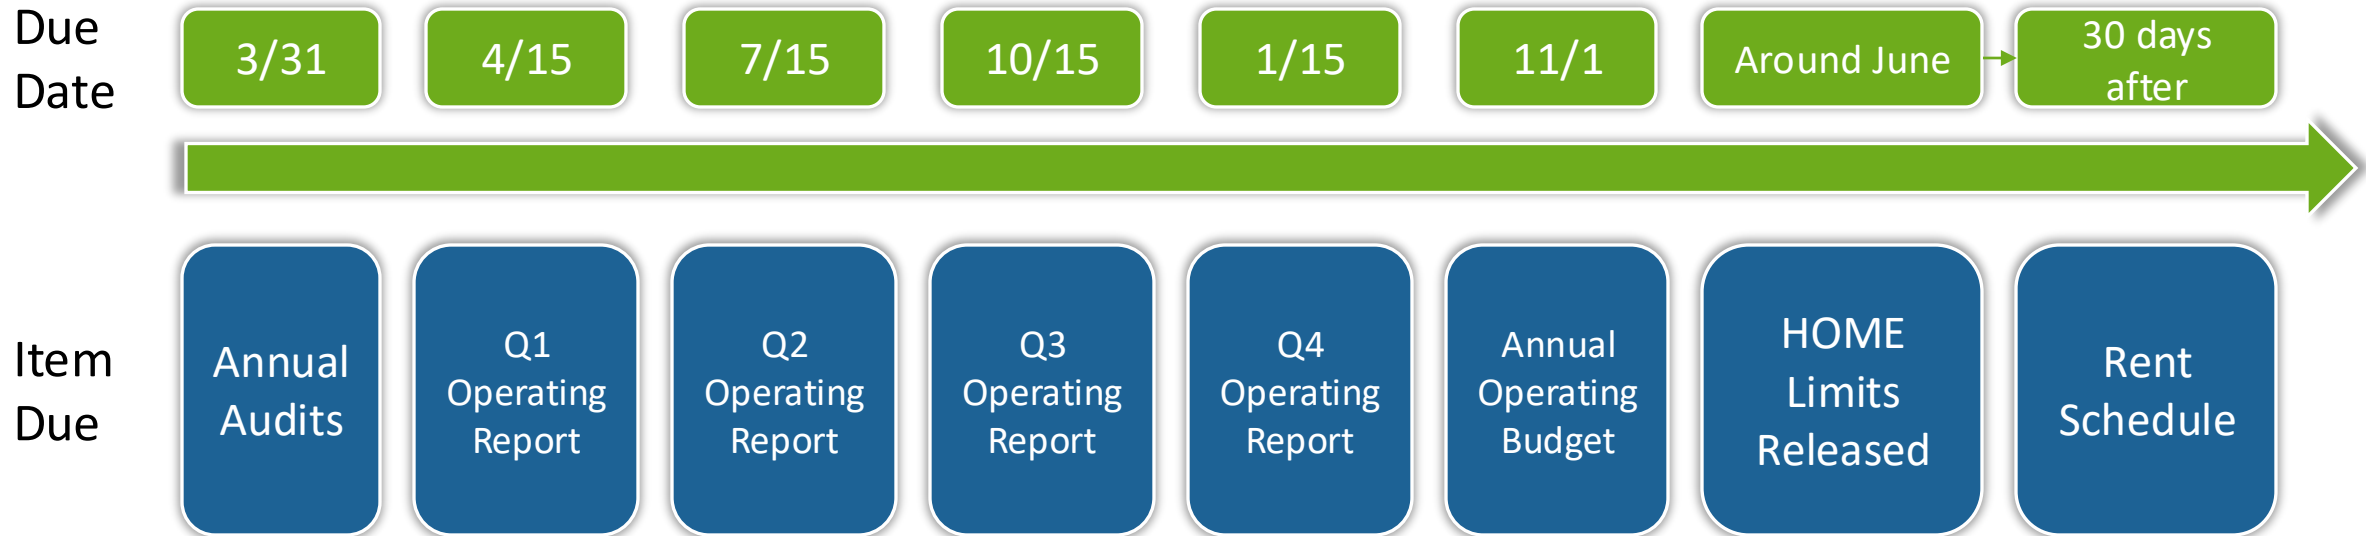 Due
Date
3/31
4/15
7/15
10/15
1/15
11/1
Around June
30 days
after
Item
Due
Annual
Audits
Q1
Operating
Report
Q2
Operating
Report
Q3
Operating
Report
Q4
Operating
Report
Annual
Operating
Budget
HOME
Limits
Released
Rent
Schedule